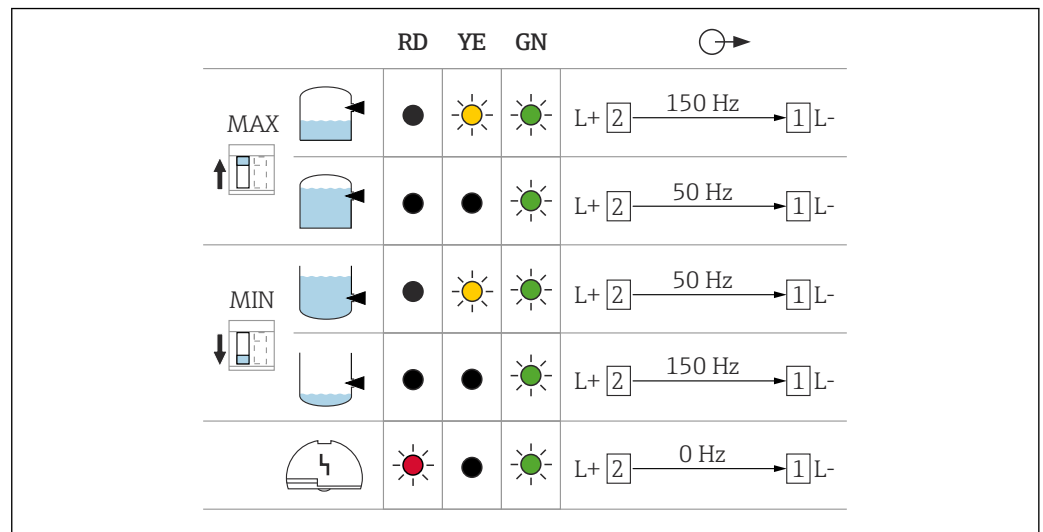 RD YE GN
MAX
L+ 2 150 Hz 1 L-
L+ 2 50 Hz 1 L-
MIN
L+ 2 50 Hz 1 L-
L+ 2 150 Hz 1 L-
L+ 2 0 Hz 1 L-